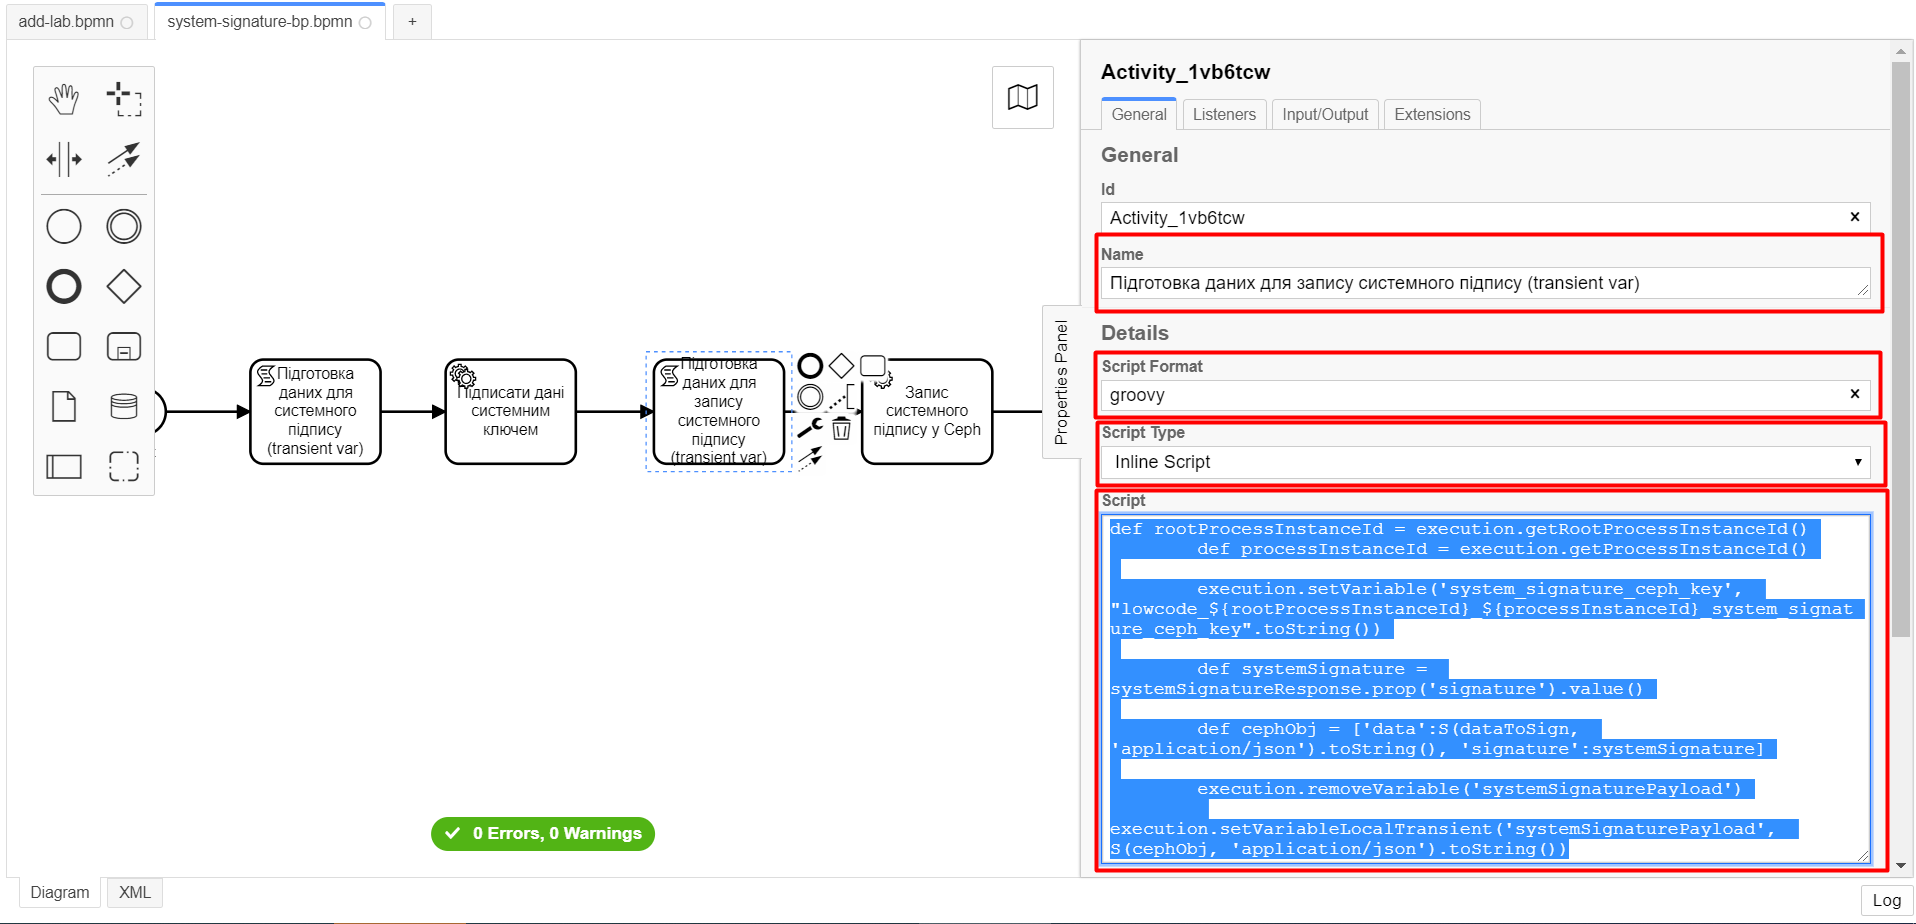 add-lab.bpmn
system-signature-bp.bpmn
+
Підготовка
даних для
системного
підпису
(transient var)
Підписати дані
системним
ключем
Підготовка
даних для
запису
системного
підпису
(transient var)
Запис
системного
підпису у Ceph
0 Errors, 0 Warnings
Diagram
XML
Properties Panel
Activity_1vb6tcw
General
Listeners
Input/Output
Extensions
General
Id
Activity_1vb6tcw
Name
Підготовка даних для запису системного підпису (transient var)
Details
Script Format
groovy
Script Type
Inline Script
Script
def rootProcessInstanceId = execution.getRootProcessInstanceId()
def processInstanceId = execution.getProcessInstanceId()
execution.setVariable('system_signature_ceph_key',
"lowcode_${rootProcessInstanceId}_${processInstanceId}_system_signat
ure_ceph_key".toString())
def systemSignature =
systemSignatureResponse.prop('signature').value()
def cephObj = ['data':S(dataToSign,
'application/json').toString(), 'signature':systemSignature]
execution.removeVariable('systemSignaturePayload')
execution.setVariableLocalTransient('systemSignaturePayload',
S(cephObj, 'application/json').toString())
Log